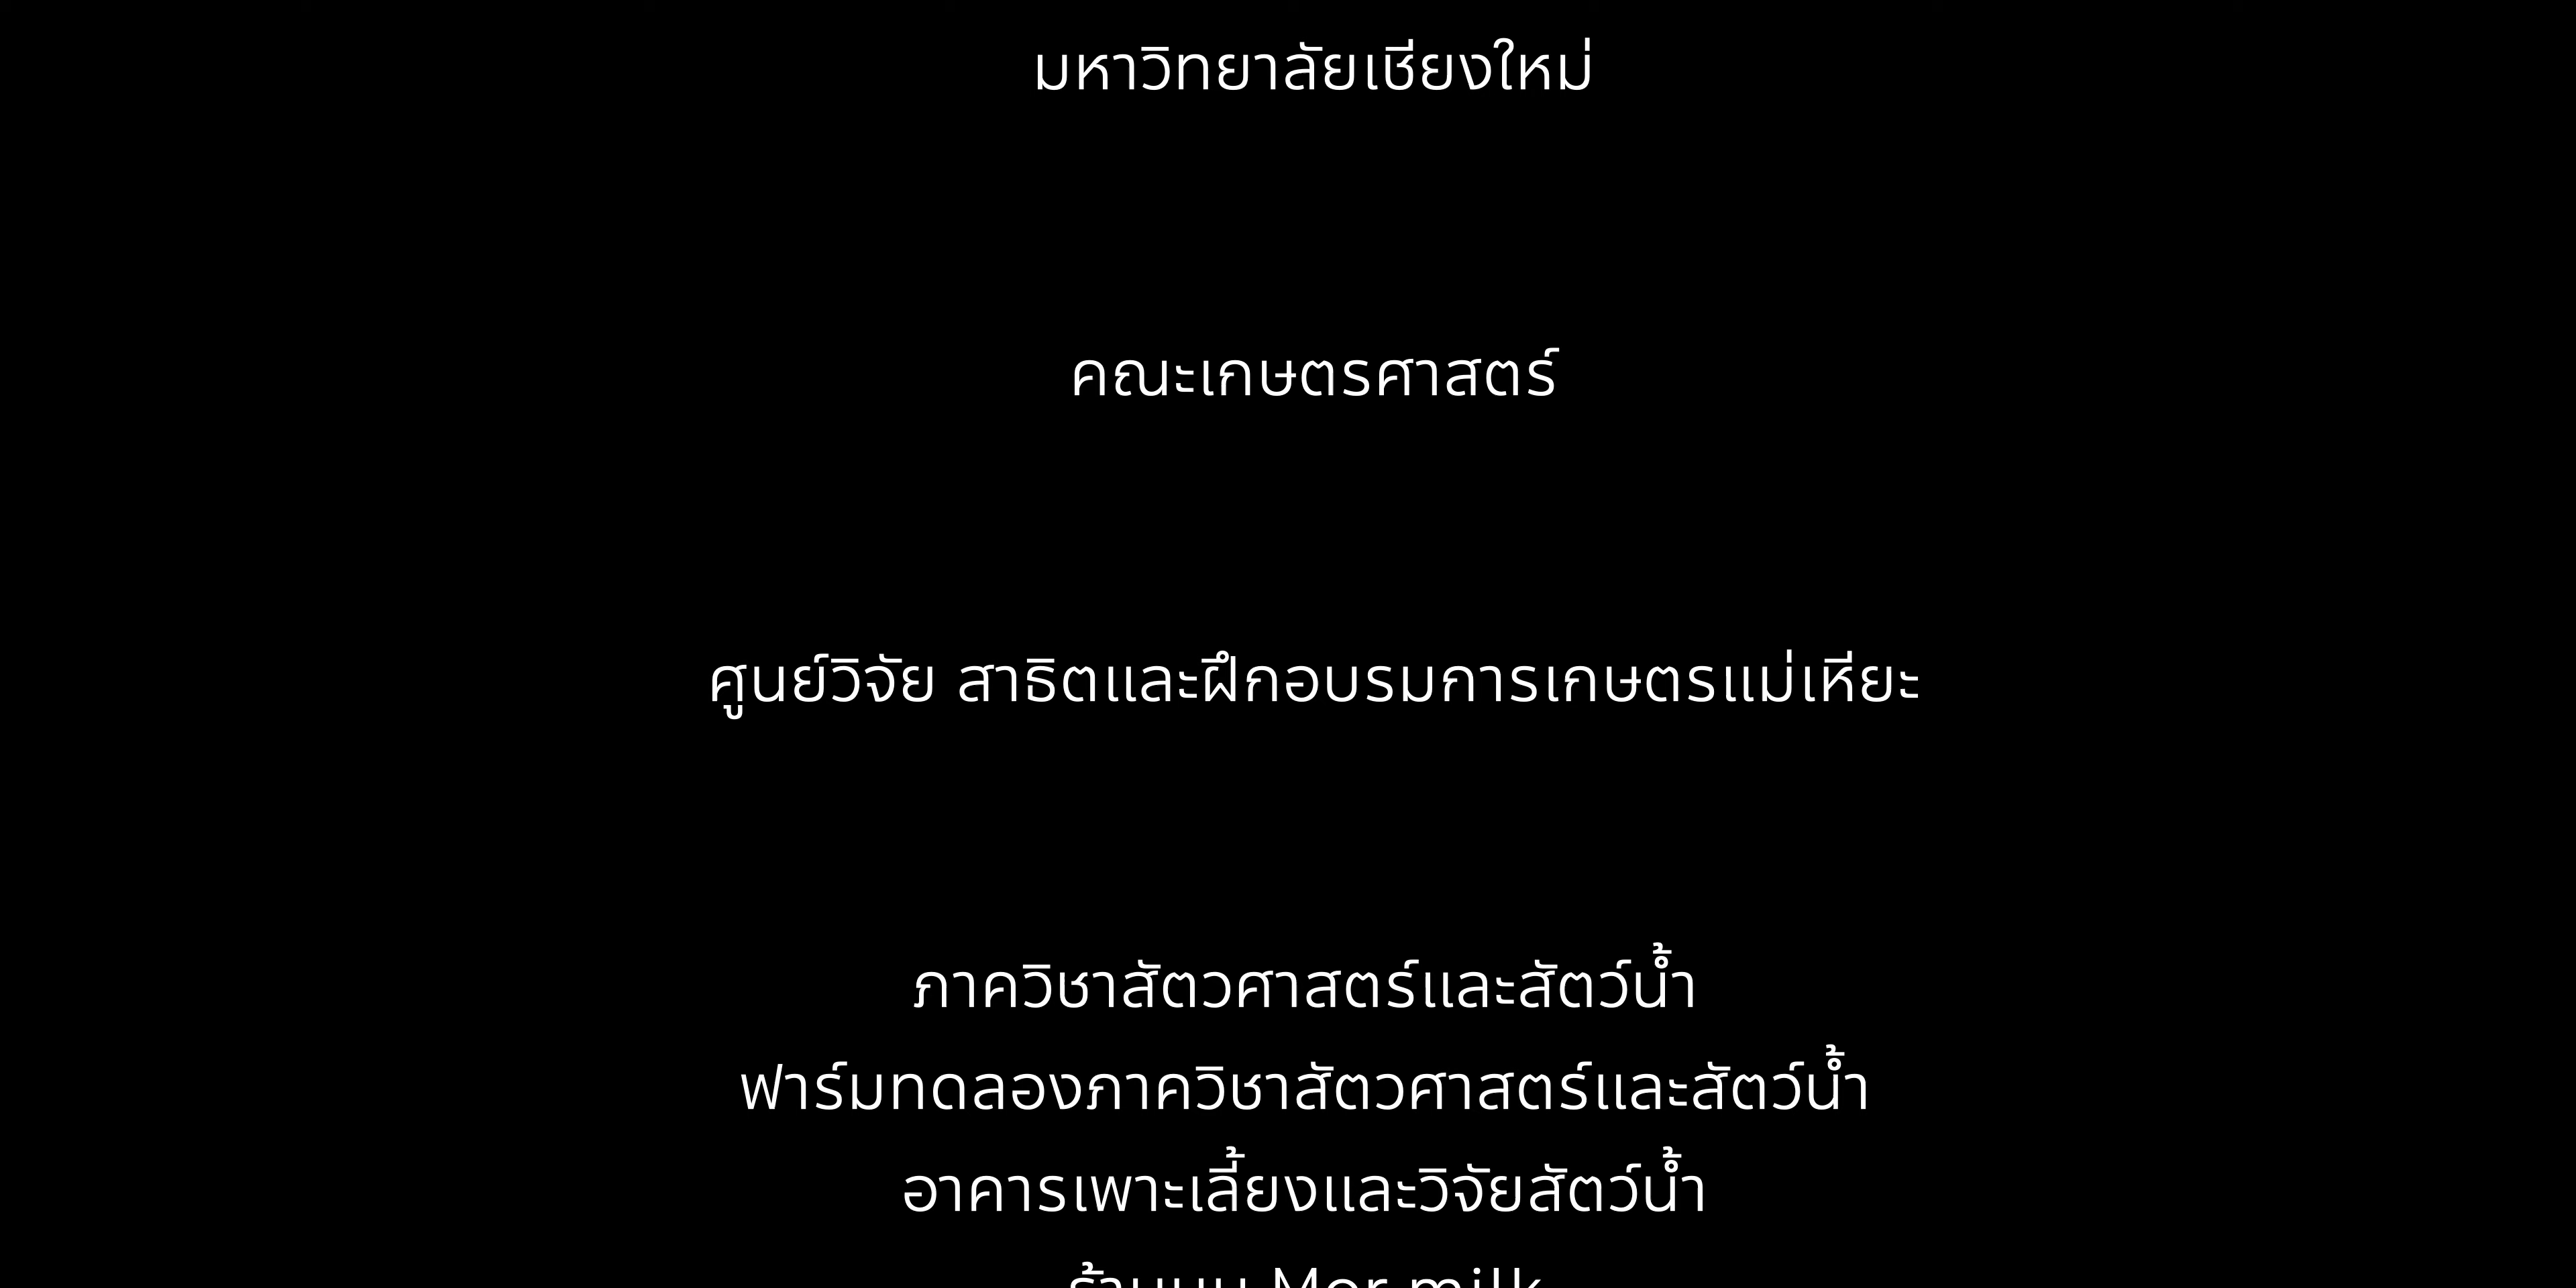 มหาวิทยาลัยเชียงใหม่
คณะเกษตรศาสตร์
ศูนย์วิจัย สาธิตและฝึกอบรมการเกษตรแม่เหียะ
ภาควิชาสัตวศาสตร์และสัตว์น้ำ
ฟาร์มทดลองภาควิชาสัตวศาสตร์และสัตว์น้ำ
อาคารเพาะเลี้ยงและวิจัยสัตว์น้ำ
ร้านนม Mor milk